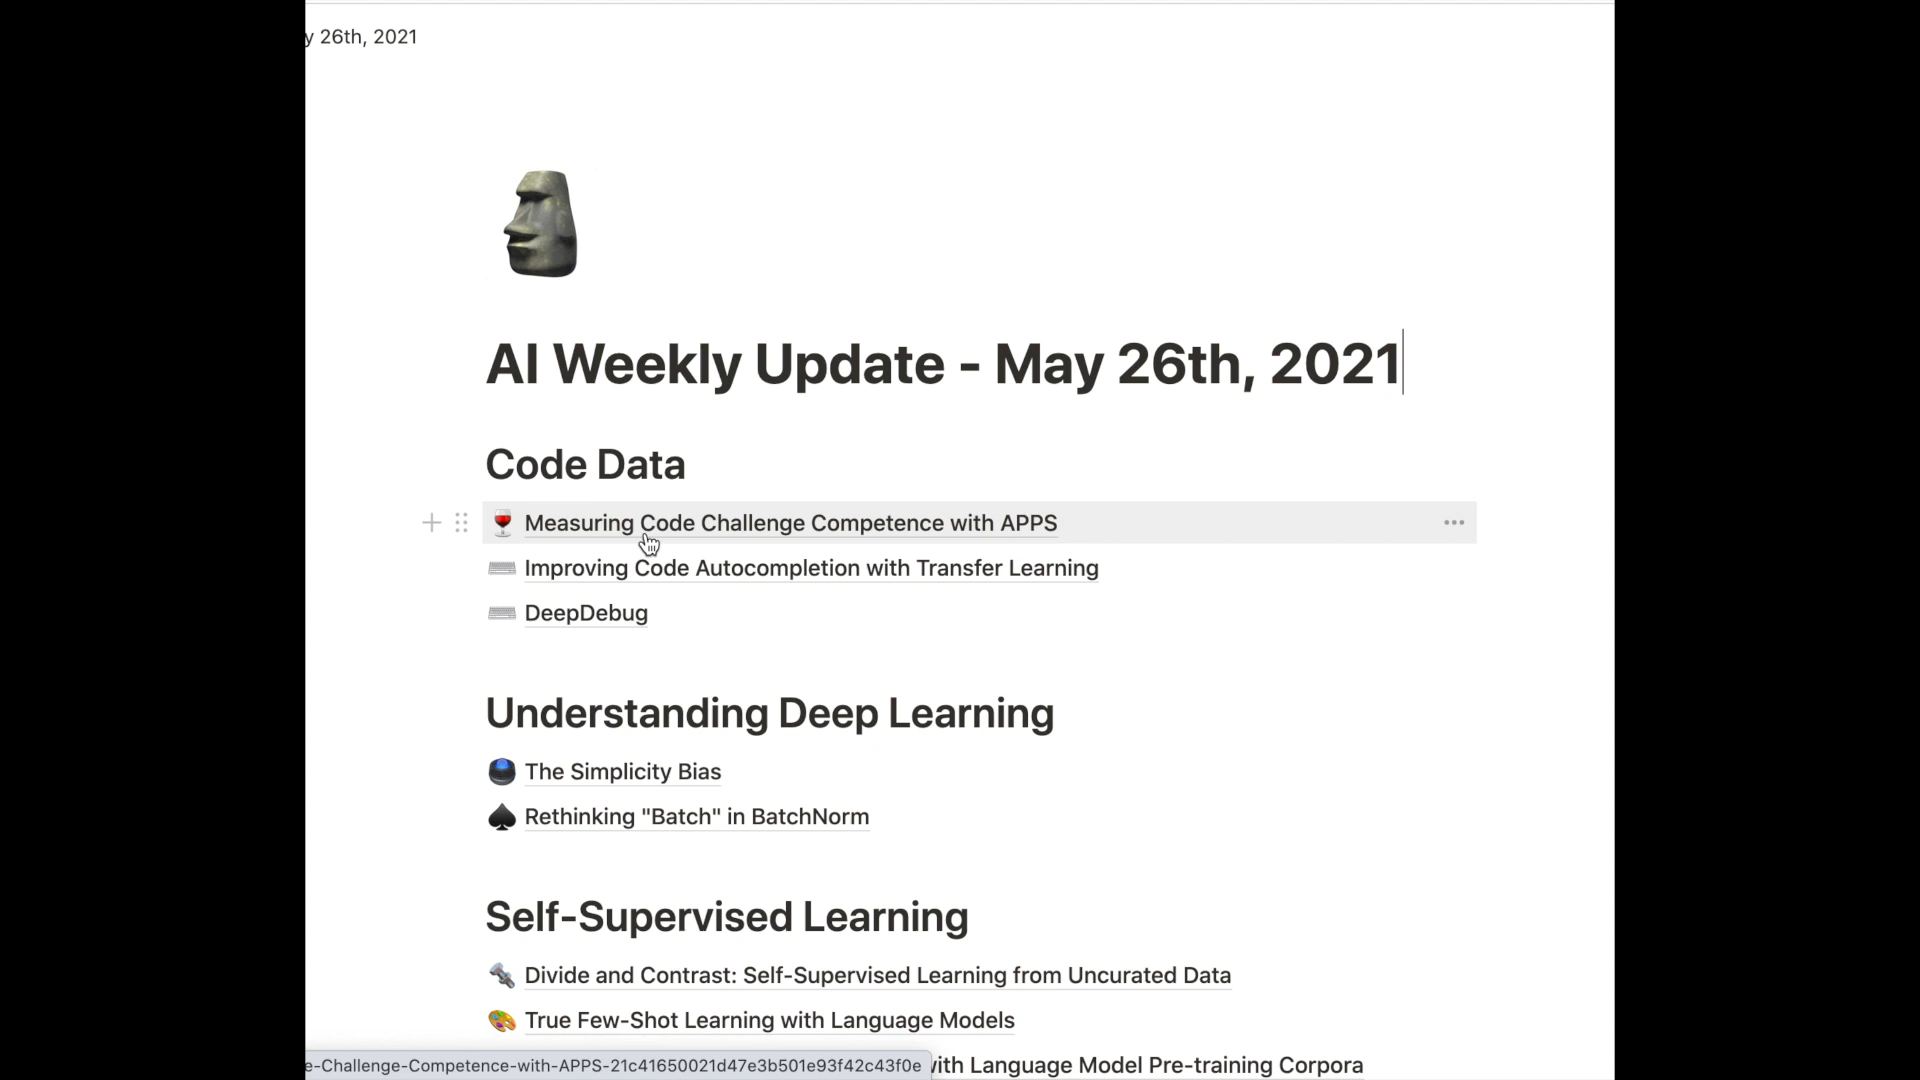 y 26th, 2021
AI Weekly Update - May 26th, 2021
Code Data
Measuring Code Challenge Competence with APPS
Improving Code Autocompletion with Transfer Learning
DeepDebug
Understanding Deep Learning
The Simplicity Bias
Rethinking "Batch" in BatchNorm
Self-Supervised Learning
Divide and Contrast: Self-Supervised Learning from Uncurated Data
True Few-Shot Learning with Language Models
e-Challenge-Competence-with-APPS-21c41650021d47e3b501e93f42c43f0e
with Language Model Pre-training Corpora